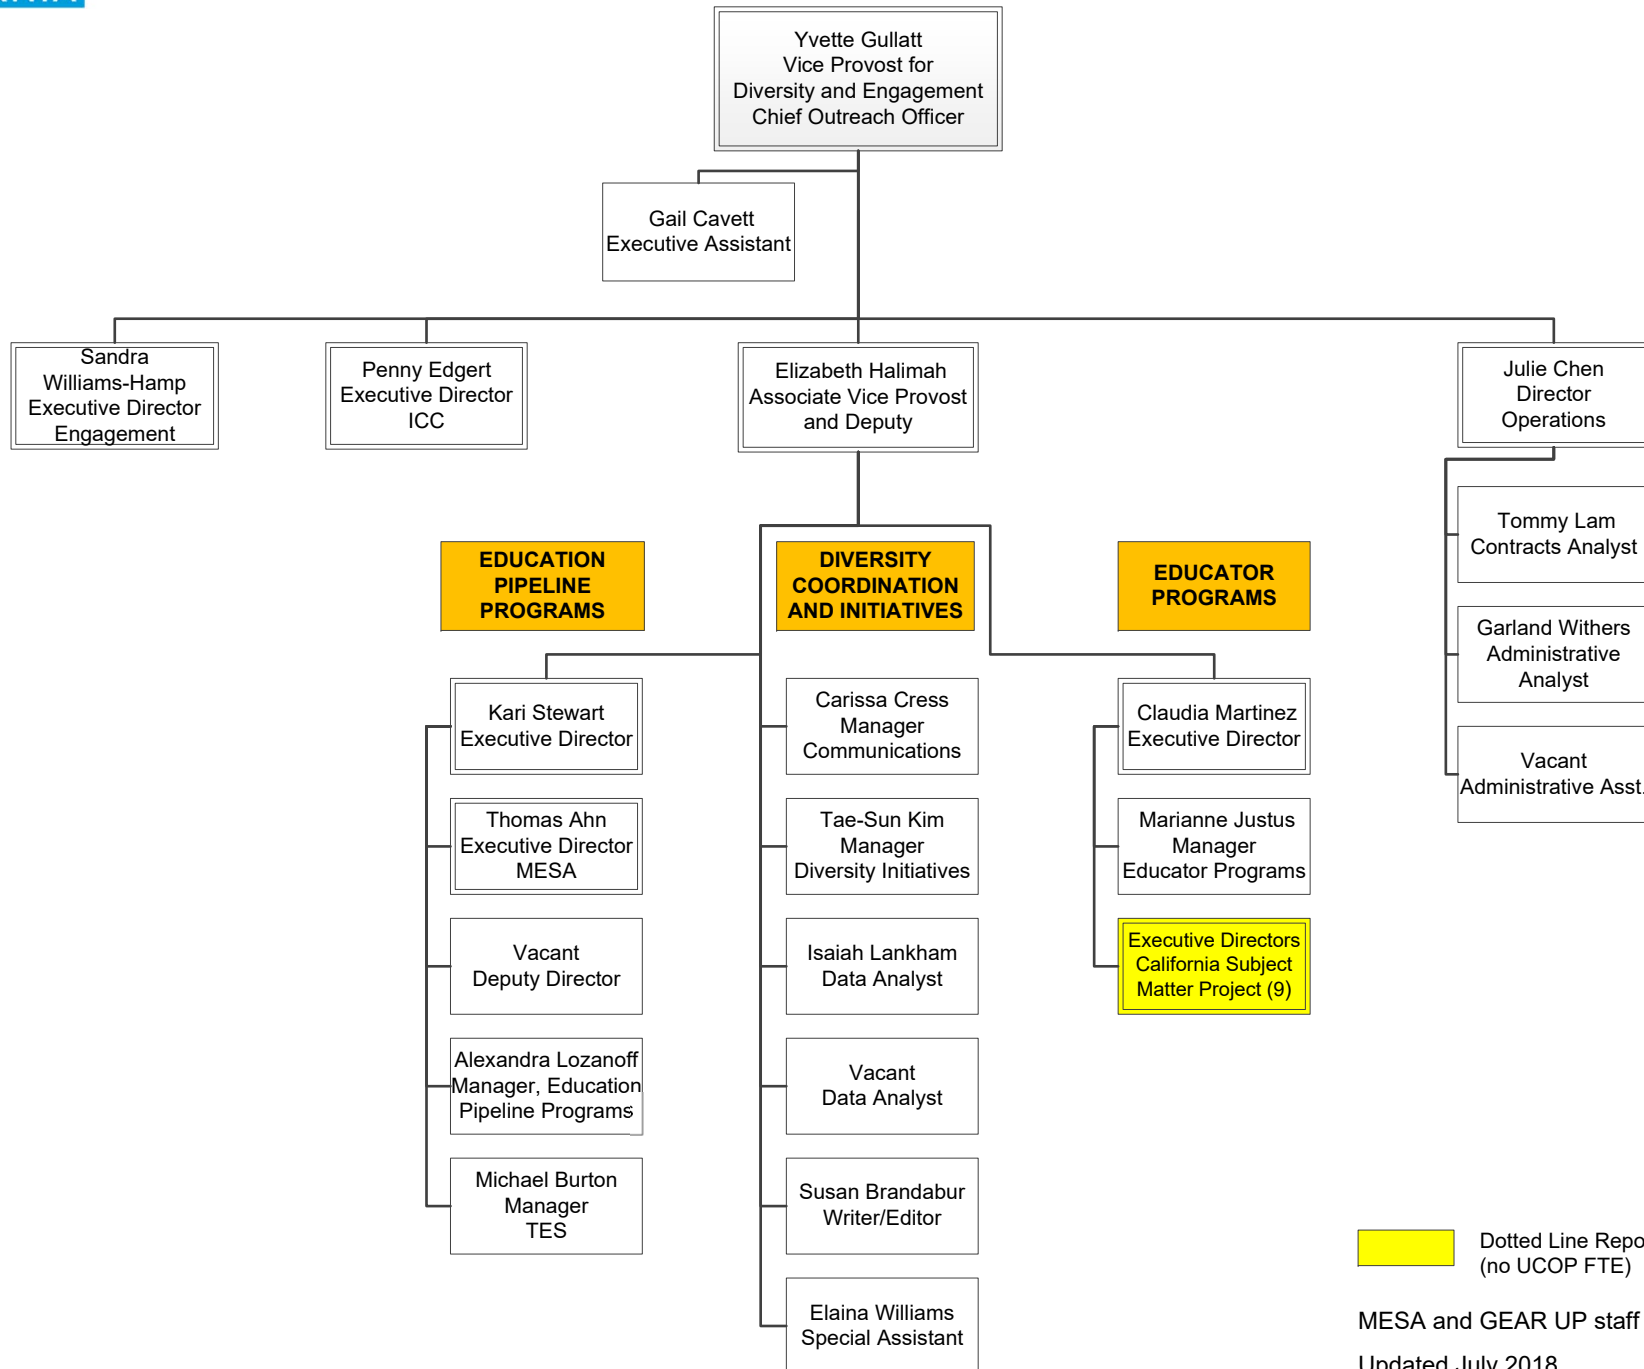 Yvette Gullatt
Vice Provost for
Diversity and Engagement
Chief Outreach Officer
Gail Cavett
Executive Assistant
Sandra
Williams-Hamp
Executive Director
Engagement
Penny Edgert
Executive Director
ICC
Elizabeth Halimah
Associate Vice Provost
and Deputy
Julie Chen
Director
Operations
Tommy Lam
Contracts Analyst
Garland Withers
Administrative
Analyst
Vacant
Administrative Asst.
EDUCATION
PIPELINE
PROGRAMS
Kari Stewart
Executive Director
Thomas Ahn
Executive Director
MESA
Vacant
Deputy Director
Alexandra Lozanoff
Manager, Education
Pipeline Programs
Michael Burton
Manager
TES
DIVERSITY
COORDINATION
AND INITIATIVES
Carissa Cress
Manager
Communications
Tae-Sun Kim
Manager
Diversity Initiatives
Isaiah Lankham
Data Analyst
Vacant
Data Analyst
Susan Brandabur
Writer/Editor
Elaina Williams
Special Assistant
EDUCATOR
PROGRAMS
Claudia Martinez
Executive Director
Marianne Justus
Manager
Educator Programs
Executive Directors
California Subject
Matter Project (9)
Dotted Line Repo
(no UCOP FTE)
MESA and GEAR UP staff
Updated July 2018